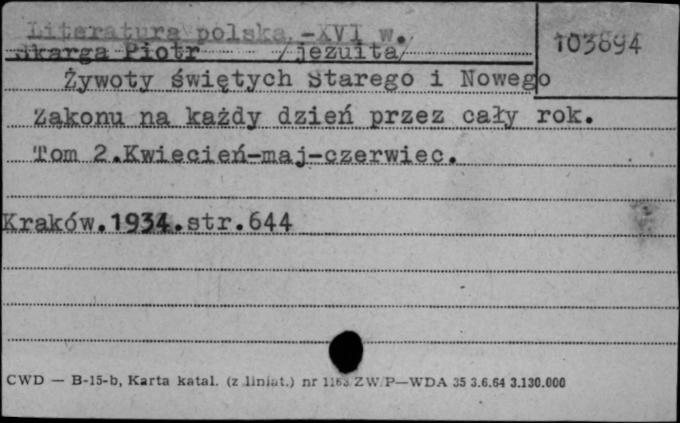 Literatura polska.-XVI w.
103694
Skarga Piotr /jezuita/
Żywoty świętych Starego i Nowego
Zakonu na każdy dzień przez cały rok.
Tom 2.Kwiecień-maj-czerwiec.
Kraków.1934.str.644
CWD — B-15-b, Karta katal. (z liniat.) nr 1163/ZW/P—WDA 35 3.6.64 3.130.000